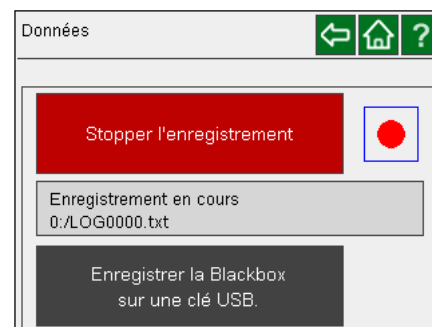 Données
?
Stopper l'enregistrement
Enregistrement en cours
0:/LOG0000.txt
Enregistrer la Blackbox
sur une clé USB.